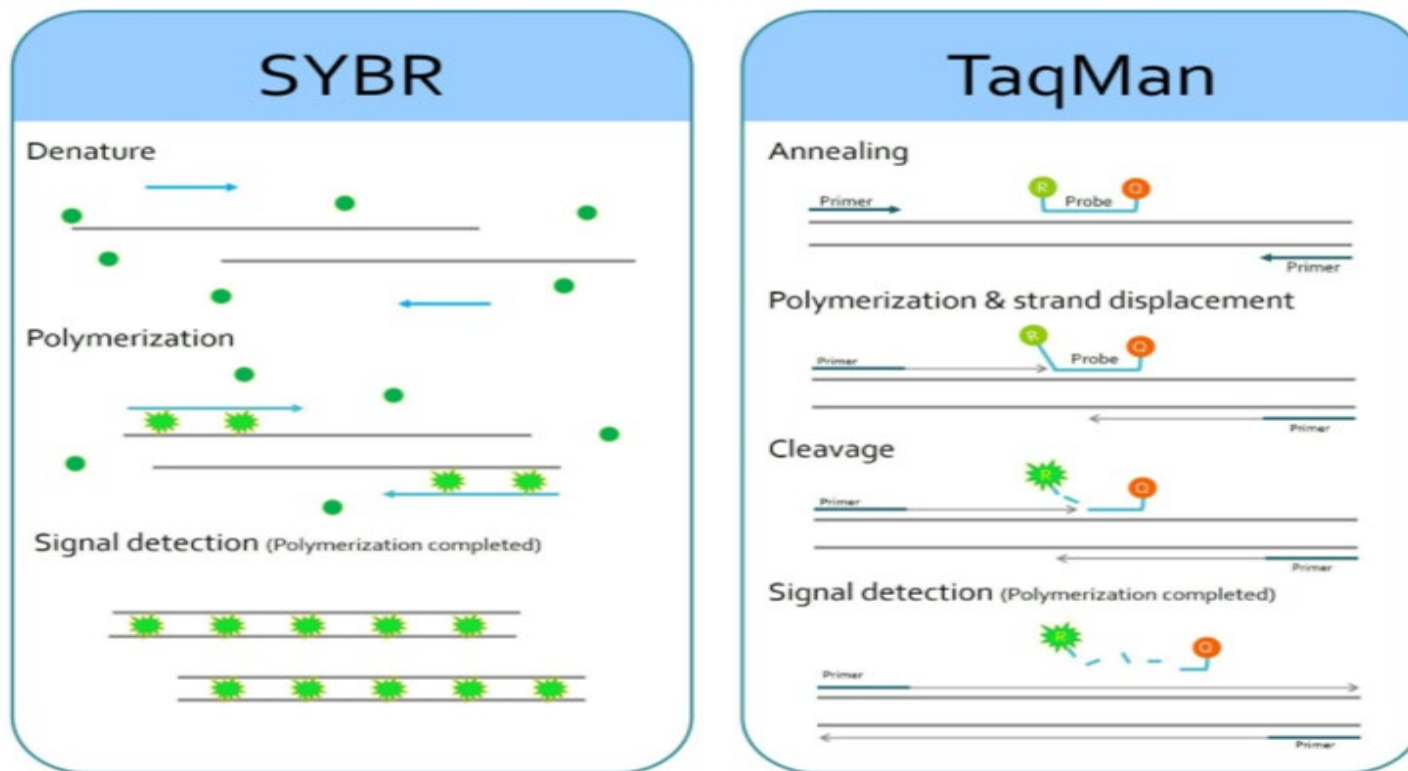 SYBR
Denature
Polymerization
Signal detection (Polymerization completed)
TaqMan
Annealing
R Q
Primer Probe
Primer
Polymerization & strand displacement
R Q
Primer Probe
Primer
Cleavage
R Q
Primer
Primer
Signal detection (Polymerization completed)
R Q
Primer
Primer